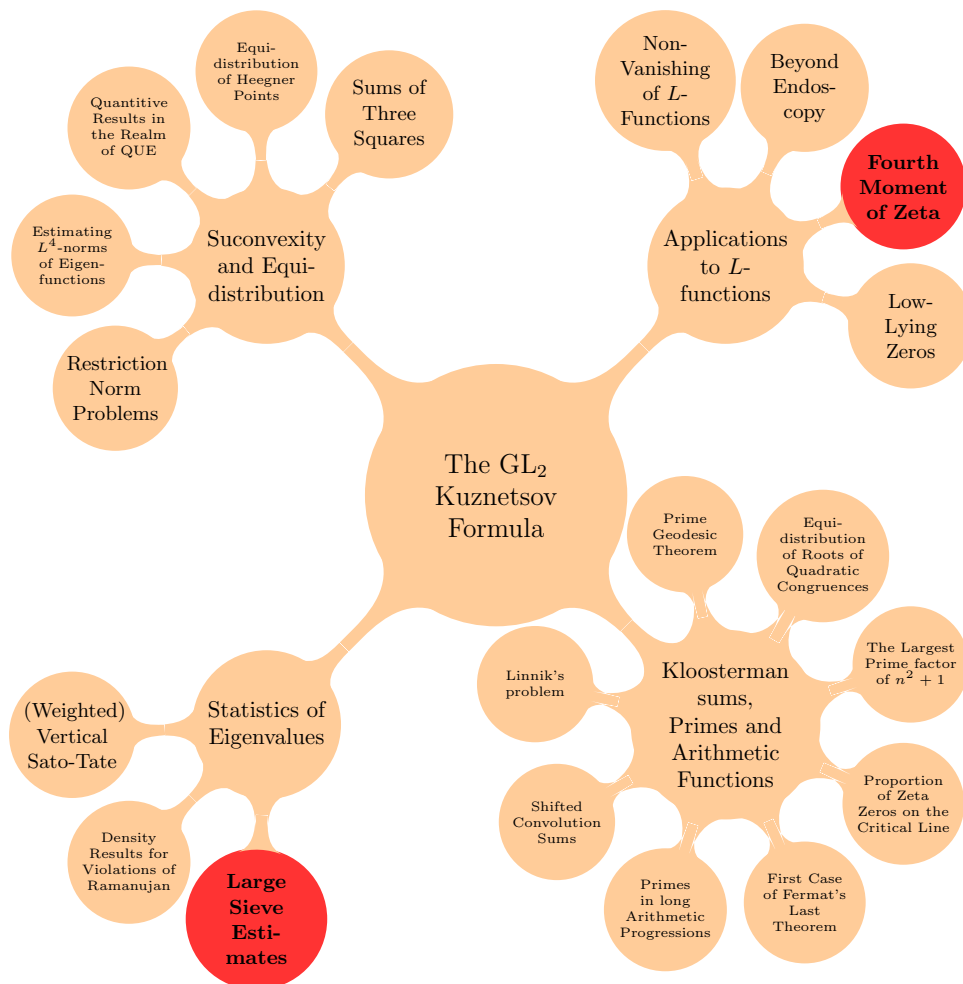 Equi-
distribution
of Heegner
Points
Sums of
Three
Squares
Quantitive
Results in
the Realm
of QUE
Estimating
L⁴-norms
of Eigen-
functions
Restriction
Norm
Problems
Suconvexity
and Equi-
distribution
Non-
Vanishing
of L-
Functions
Beyond
Endos-
copy
Fourth
Moment
of Zeta
Low-
Lying
Zeros
Applications
to L-
functions
The GL₂
Kuznetsov
Formula
Prime
Geodesic
Theorem
Equi-
distribution
of Roots of
Quadratic
Congruences
The Largest
Prime factor
of n² + 1
Proportion
of Zeta
Zeros on the
Critical Line
First Case
of Fermat's
Last
Theorem
Primes
in long
Arithmetic
Progressions
Shifted
Convolution
Sums
Linnik's
problem
Kloosterman
sums,
Primes and
Arithmetic
Functions
Statistics of
Eigenvalues
(Weighted)
Vertical
Sato-Tate
Density
Results for
Violations of
Ramanujan
Large
Sieve
Esti-
mates